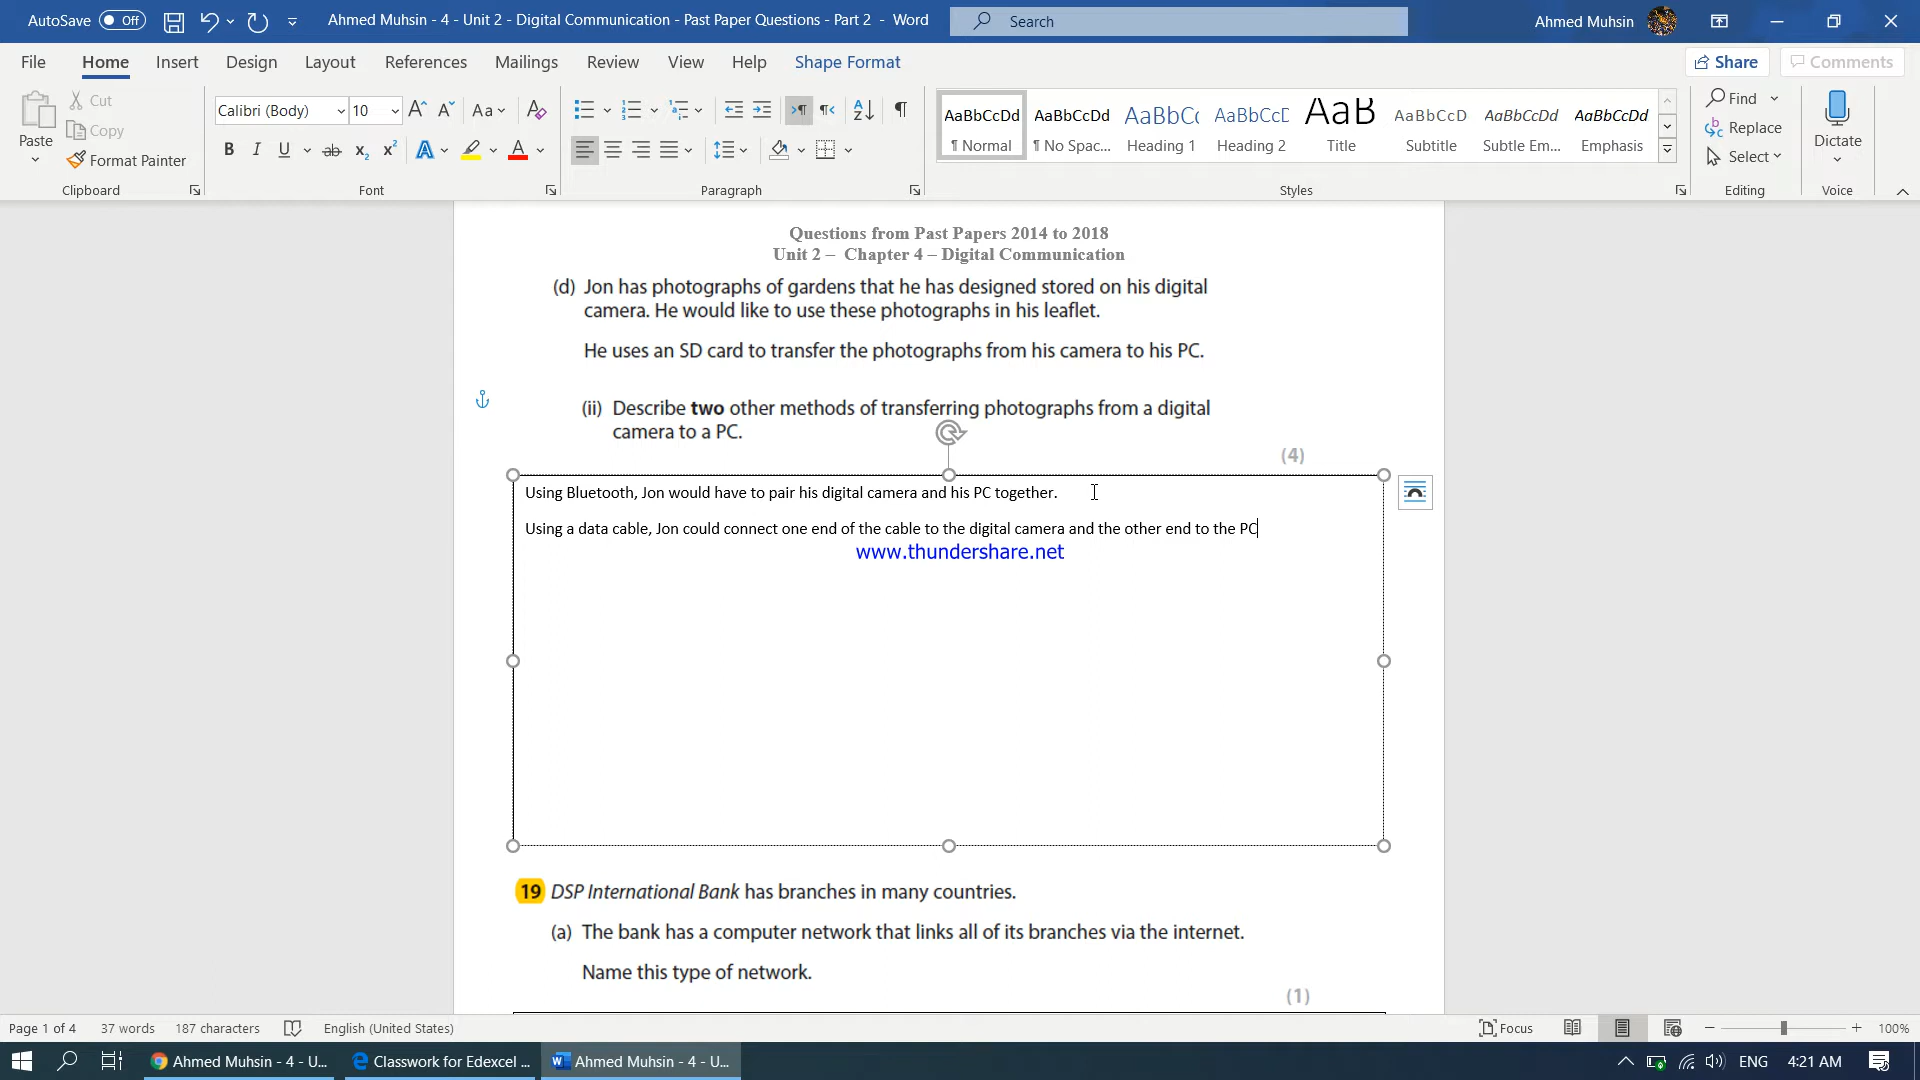 AutoSave Off Ahmed Muhsin - 4 - Unit 2 - Digital Communication - Past Paper Questions - Part 2 - Word Search Ahmed Muhsin
File Home Insert Design Layout References Mailings Review View Help Shape Format Share Comments
Paste Cut Copy Format Painter Clipboard
Calibri (Body) 10 Aa B I U ab x2 x2 A A Font
Paragraph
AaBbCcDd AaBbCcDd AaBbCc AaBbCcE AaB AaBbCcD AaBbCcDd AaBbCcDd
¶ Normal ¶ No Spac... Heading 1 Heading 2 Title Subtitle Subtle Em... Emphasis
Styles
Find Replace Select Editing
Dictate Voice
Questions from Past Papers 2014 to 2018
Unit 2 – Chapter 4 – Digital Communication
(d) Jon has photographs of gardens that he has designed stored on his digital
camera. He would like to use these photographs in his leaflet.
He uses an SD card to transfer the photographs from his camera to his PC.
(ii) Describe two other methods of transferring photographs from a digital
camera to a PC.
(4)
Using Bluetooth, Jon would have to pair his digital camera and his PC together.
Using a data cable, Jon could connect one end of the cable to the digital camera and the other end to the PC
www.thundershare.net
19 DSP International Bank has branches in many countries.
(a) The bank has a computer network that links all of its branches via the internet.
Name this type of network.
(1)
Page 1 of 4 37 words 187 characters English (United States) Focus 100%
Ahmed Muhsin - 4 - U... Classwork for Edexcel ... Ahmed Muhsin - 4 - U... ENG 4:21 AM